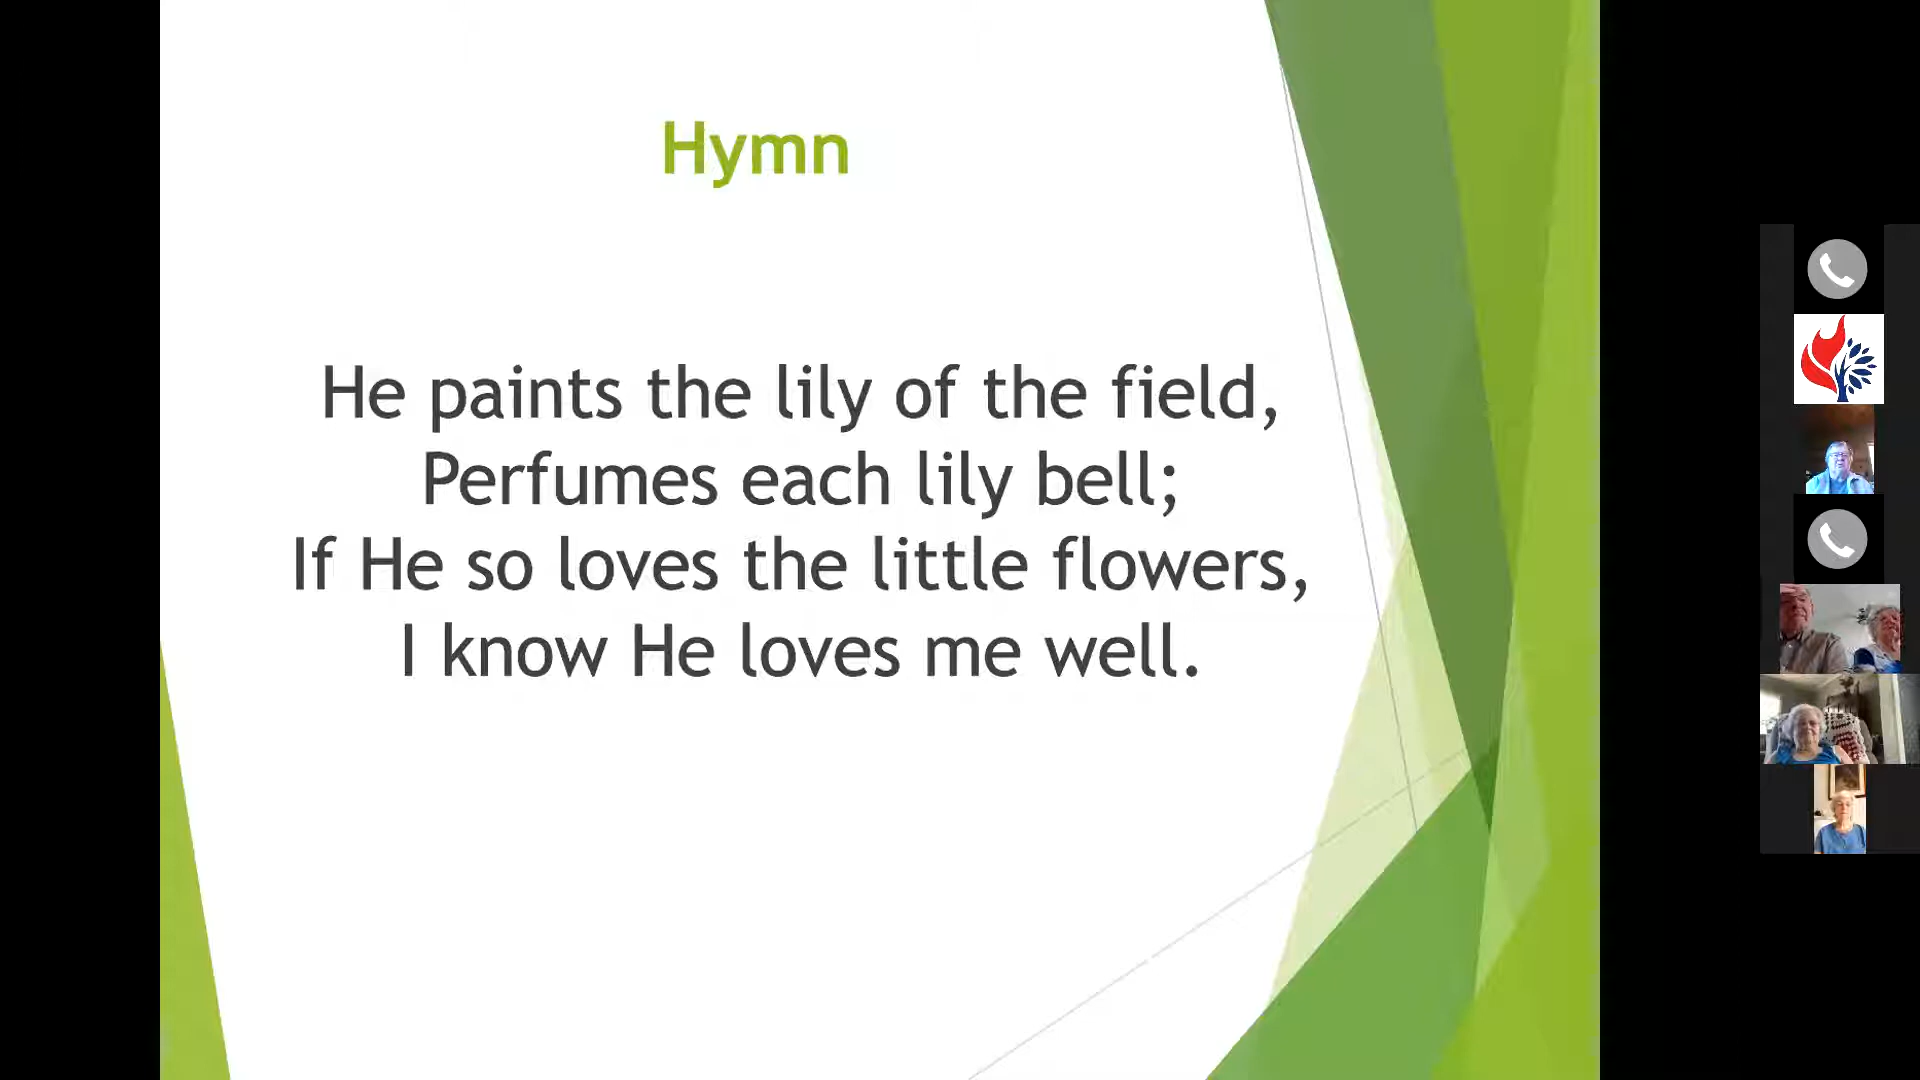 Hymn
He paints the lily of the field,
Perfumes each lily bell;
If He so loves the little flowers,
I know He loves me well.